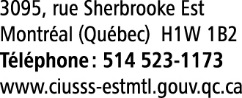 3095, rue Sherbrooke Est
Montréal (Québec)  H1W 1B2
Téléphone : 514 523-1173
www.ciusss-estmtl.gouv.qc.ca